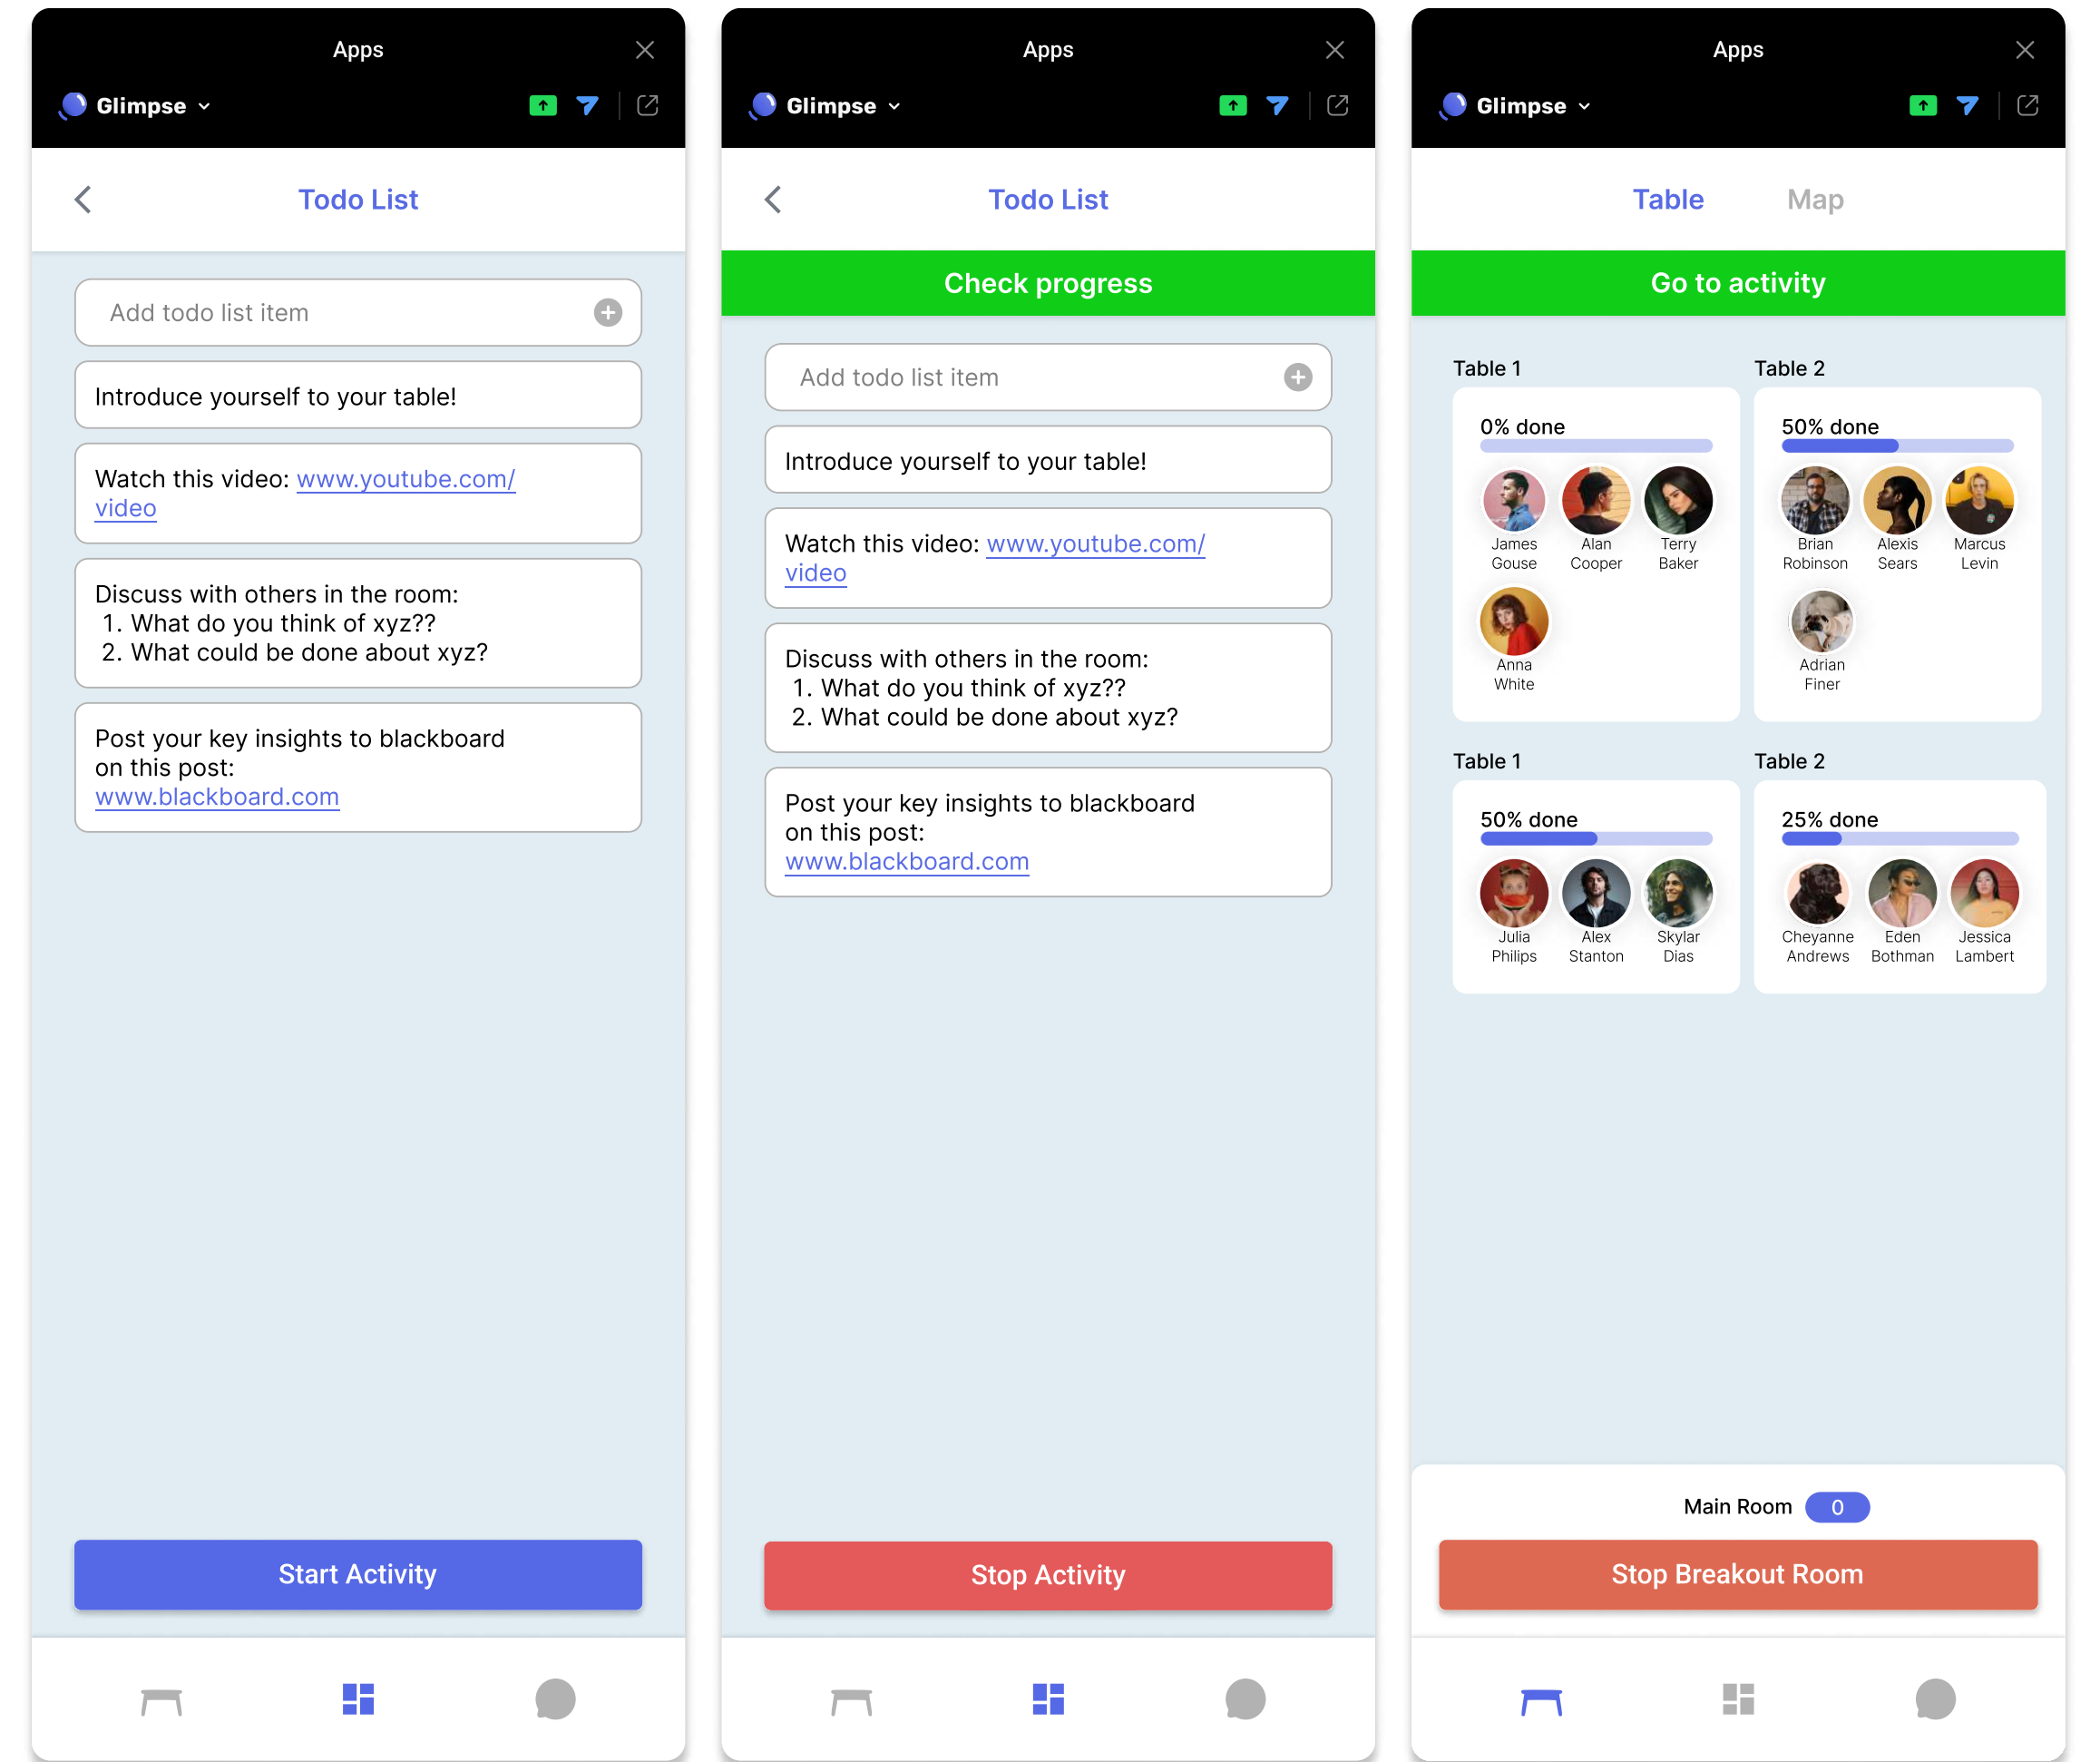 Apps
Glimpse
Todo List
Add todo list item
Introduce yourself to your table!
Watch this video: www.youtube.com/
video
Discuss with others in the room:
1. What do you think of xyz??
2. What could be done about xyz?
Post your key insights to blackboard
on this post:
www.blackboard.com
Start Activity
Apps
Glimpse
Todo List
Check progress
Add todo list item
Introduce yourself to your table!
Watch this video: www.youtube.com/
video
Discuss with others in the room:
1. What do you think of xyz??
2. What could be done about xyz?
Post your key insights to blackboard
on this post:
www.blackboard.com
Stop Activity
Apps
Glimpse
Table Map
Go to activity
Table 1
0% done
James
Gouse
Alan
Cooper
Terry
Baker
Anna
White
Table 2
50% done
Brian
Robinson
Alexis
Sears
Marcus
Levin
Adrian
Finer
Table 1
50% done
Julia
Philips
Alex
Stanton
Skylar
Dias
Table 2
25% done
Cheyanne
Andrews
Eden
Bothman
Jessica
Lambert
Main Room 0
Stop Breakout Room